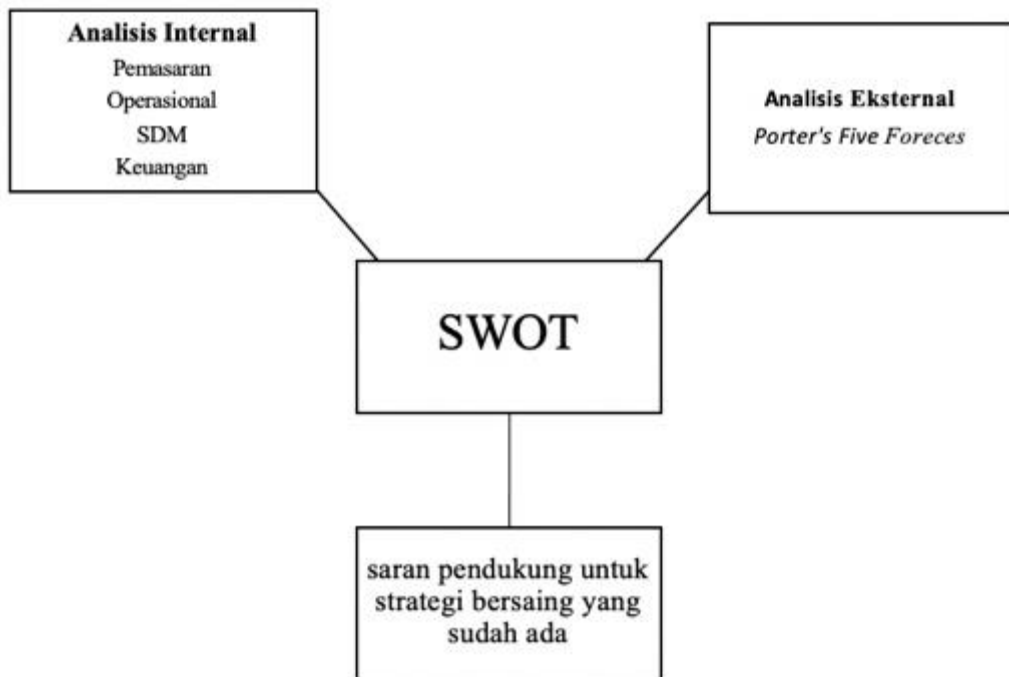 Analisis Internal
Pemasaran
Operasional
SDM
Keuangan
Analisis Eksternal
Porter's Five Foreces
SWOT
saran pendukung untuk
strategi bersaing yang
sudah ada